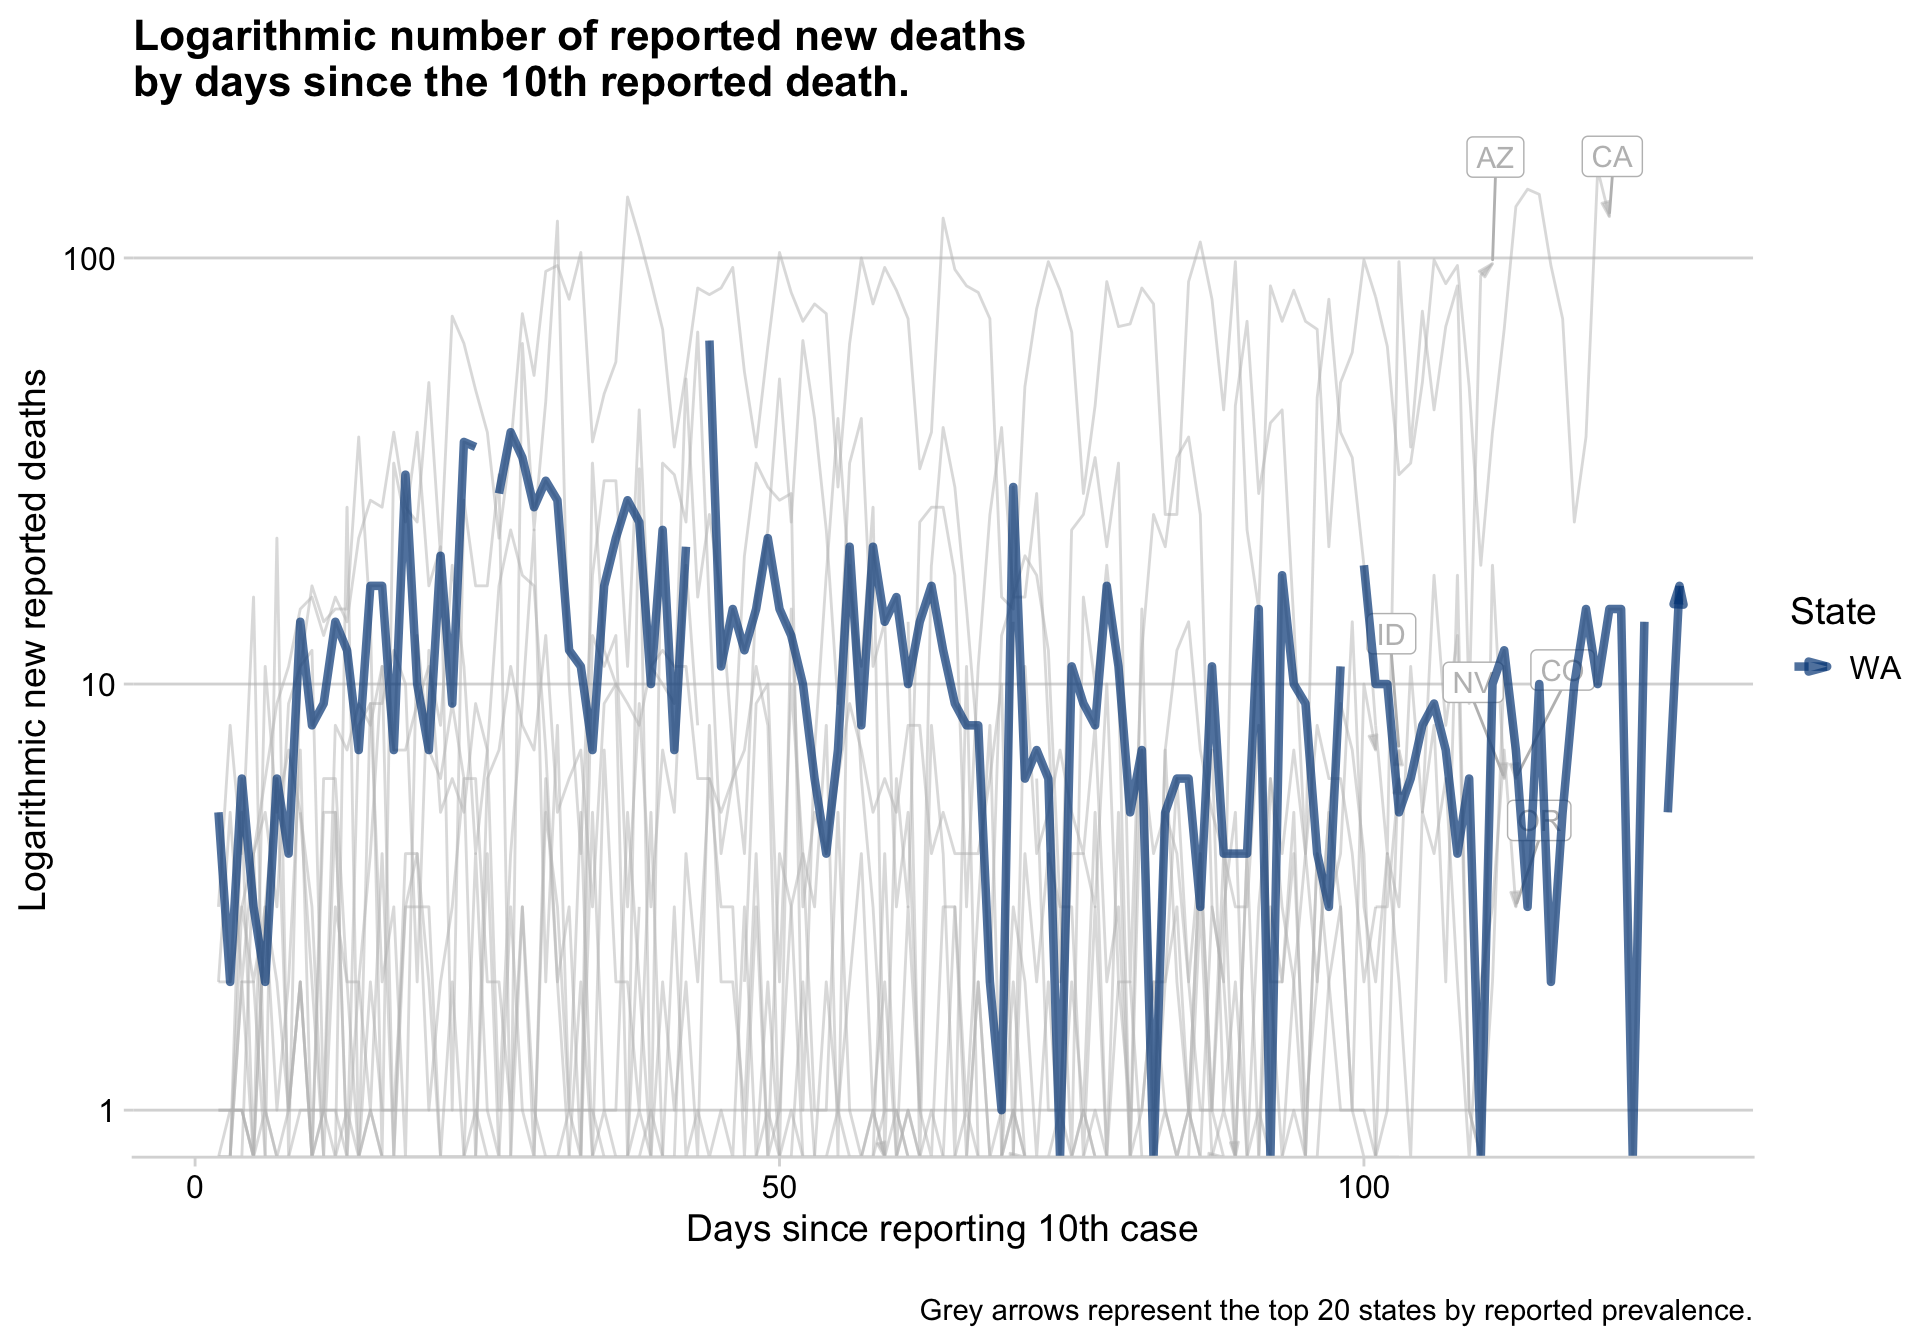 Logarithmic number of reported new deaths
by days since the 10th reported death.
AZ
CA
100
ID
NV
CO
10
OR
1
Logarithmic new reported deaths
0
50
100
Days since reporting 10th case
State
WA
Grey arrows represent the top 20 states by reported prevalence.